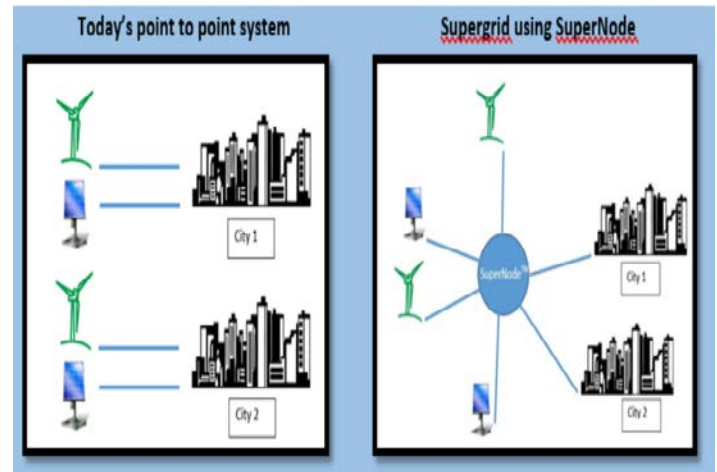 Today's point to point system
City 1
City 2
Supergrid using SuperNode
SuperNode™
City 1
City 2